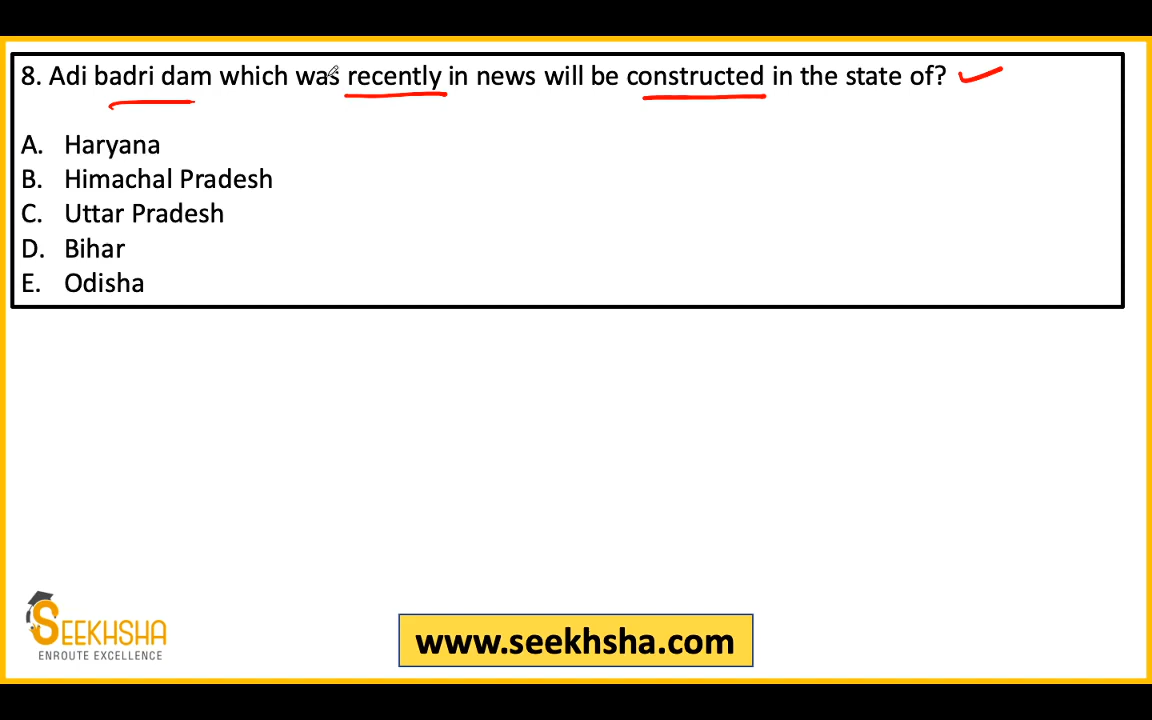 8. Adi badri dam which was recently in news will be constructed in the state of?
A. Haryana
B. Himachal Pradesh
C. Uttar Pradesh
D. Bihar
E. Odisha
SEEKHSHA
ENROUTE EXCELLENCE
www.seekhsha.com